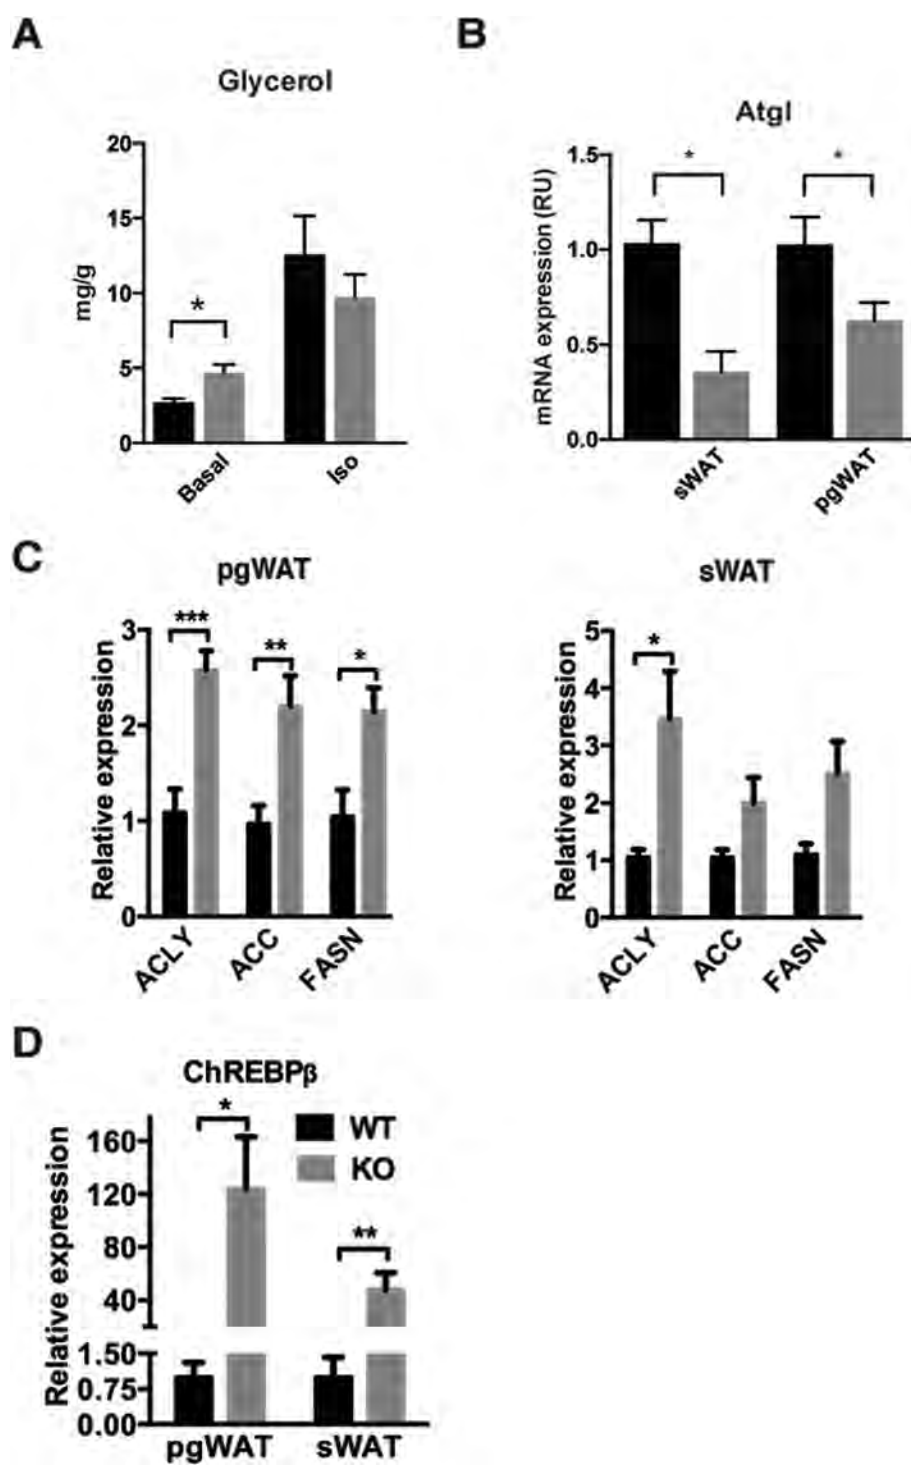 A
Glycerol
mg/g
20
15
10
5
0
*
Basal
Iso
B
Atgl
mRNA expression (RU)
1.5
1.0
0.5
0.0
*
*
sWAT
pgWAT
C
pgWAT
Relative expression
3
2
1
0
***
**
*
ACLY
ACC
FASN
sWAT
Relative expression
5
4
3
2
1
0
*
ACLY
ACC
FASN
D
ChREBPβ
Relative expression
160
120
80
40
1.50
0.75
0.00
*
**
WT
KO
pgWAT
sWAT